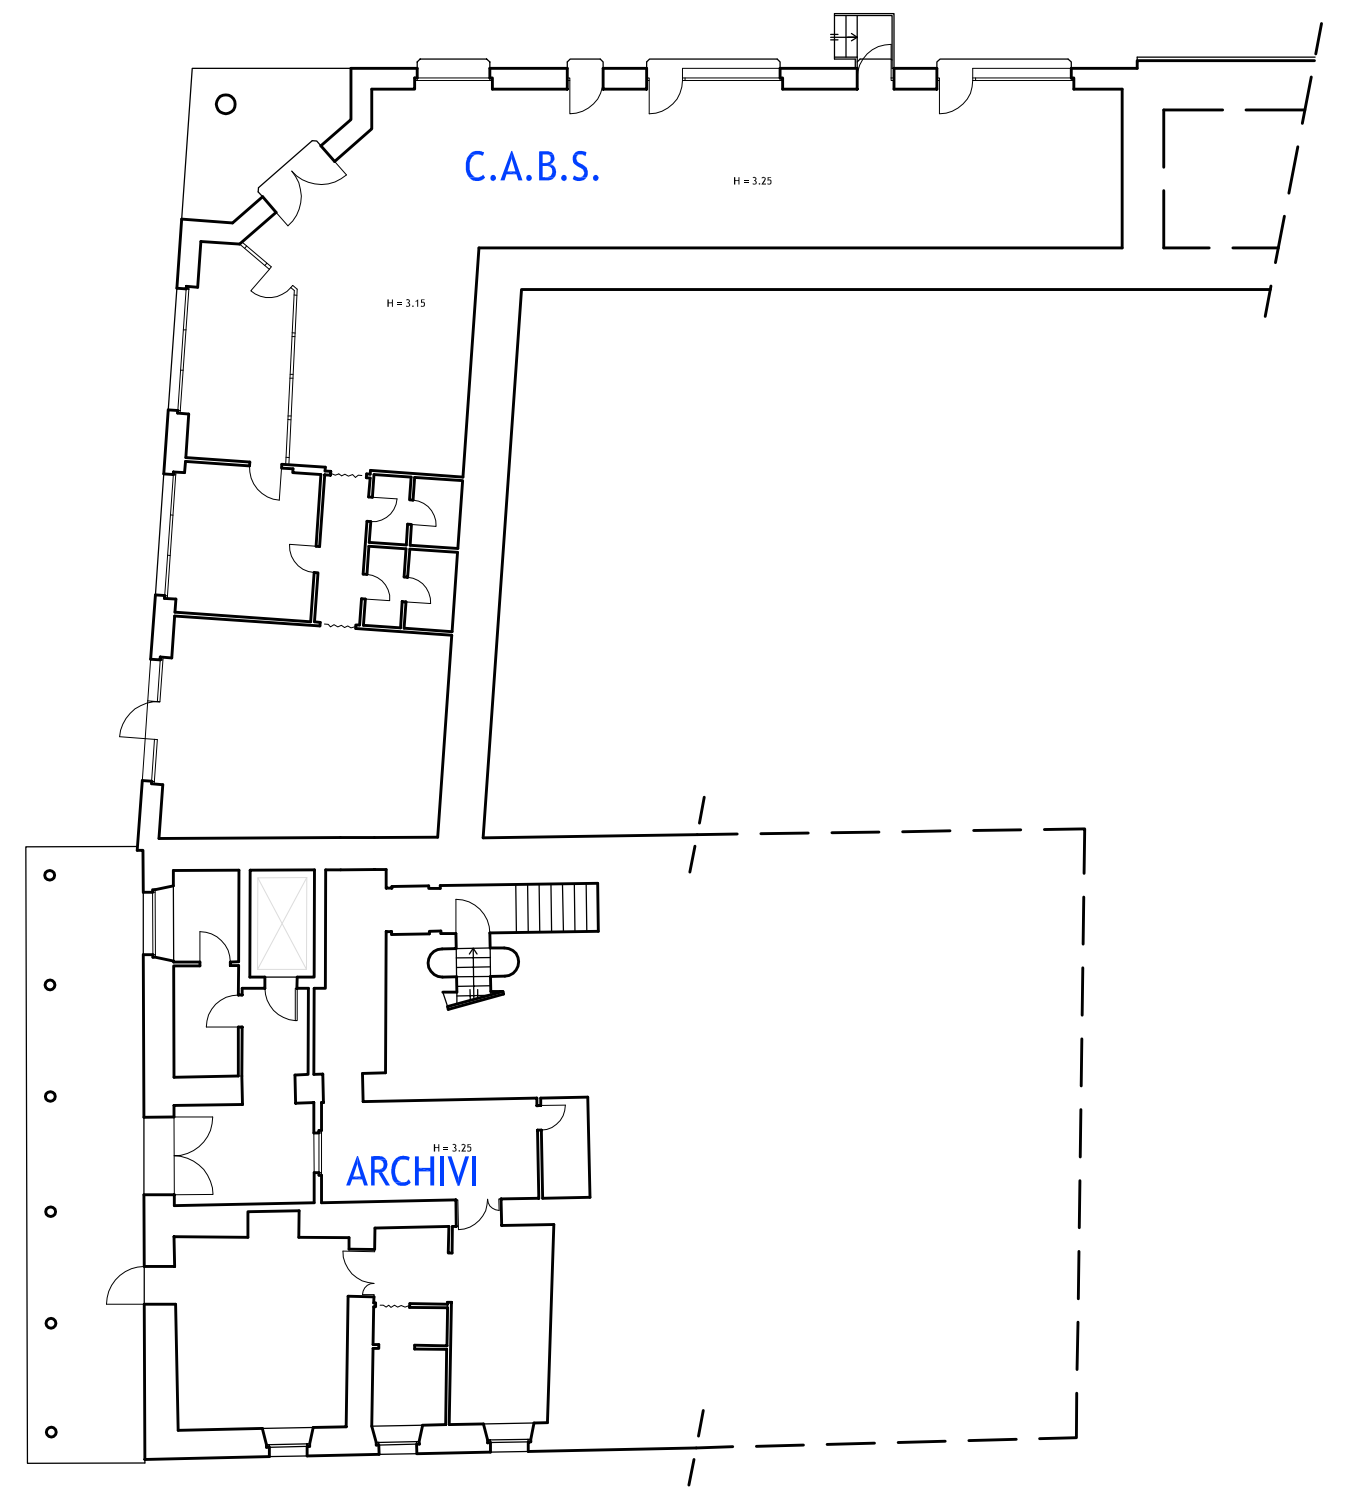 C.A.B.S.
H = 3.25
H = 3.15
H = 3.25
ARCHIVI